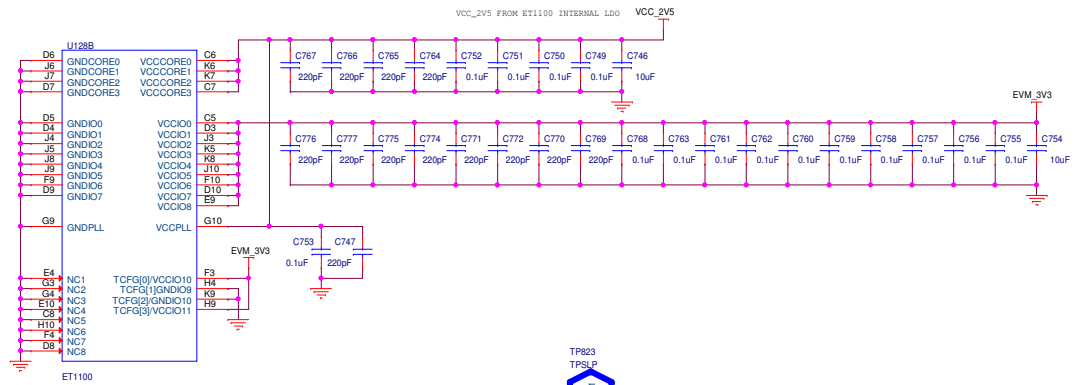 VCC_2V5 FROM ET1100 INTERNAL LDO
VCC_2V5
U128B
D6 GNDCORE0 VCCCORE0 C6
J6 GNDCORE1 VCCCORE1 K6
J7 GNDCORE2 VCCCORE2 K7
D7 GNDCORE3 VCCCORE3 C7
C767 C766 C765 C764 C752 C751 C750 C749 C746
220pF 220pF 220pF 220pF 0.1uF 0.1uF 0.1uF 0.1uF 10uF
EVM_3V3
D5 GNDIO0 VCCIO0 C5
D4 GNDIO1 VCCIO1 D3
J4 GNDIO2 VCCIO2 J3
J5 GNDIO3 VCCIO3 K5
J8 GNDIO4 VCCIO4 K8
J9 GNDIO5 VCCIO5 J10
F9 GNDIO6 VCCIO6 F10
D9 GNDIO7 VCCIO7 D10
VCCIO8 E9
C776 C777 C775 C774 C771 C772 C770 C769 C768 C763 C761 C762 C760 C759 C758 C757 C756 C755 C754
220pF 220pF 220pF 220pF 220pF 220pF 220pF 220pF 0.1uF 0.1uF 0.1uF 0.1uF 0.1uF 0.1uF 0.1uF 0.1uF 0.1uF 0.1uF 10uF
G9 GNDPLL VCCPLL G10
C753 C747
0.1uF 220pF
EVM_3V3
E4 NC1 TCFG[0]/VCCIO10 F3
G3 NC2 TCFG[1]GNDIO9 H4
G4 NC3 TCFG[2]/GNDIO10 K9
E10 NC4 TCFG[3]/VCCIO11 H9
C8 NC5
H10 NC6
F4 NC7
D8 NC8
ET1100
TP823
TPSLP